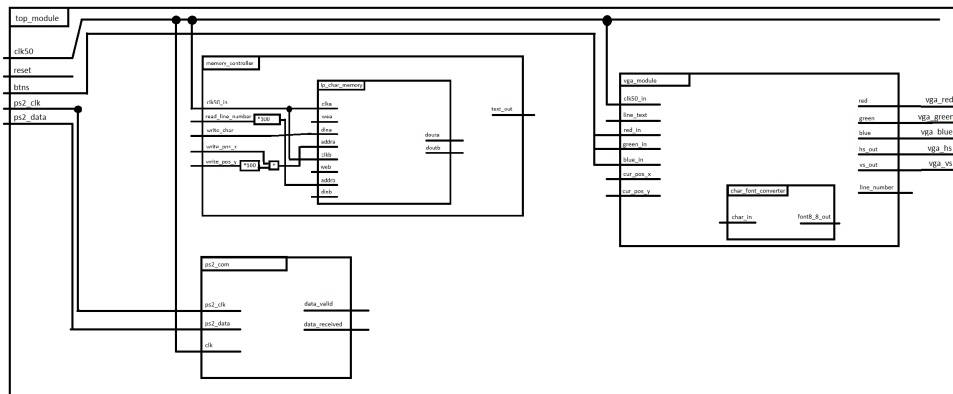 top_module
clk50
reset
btns
ps2_clk
ps2_data
memory_controller
clk50_in
read_line_number
*100
write_char
write_pos_x
write_pos_y
*100
ip_char_memory
clka
wea
dina
addra
clkb
web
dinb
douta
doutb
text_out
ps2_com
ps2_clk
ps2_data
clk
data_valid
data_received
vga_module
clk50_in
line_text
red_in
green_in
blue_in
cur_pos_x
cur_pos_y
char_font_converter
char_in
font8_8_out
red
green
blue
hs_out
vs_out
line_number
vga_red
vga_green
vga_blue
vga_hs
vga_vs